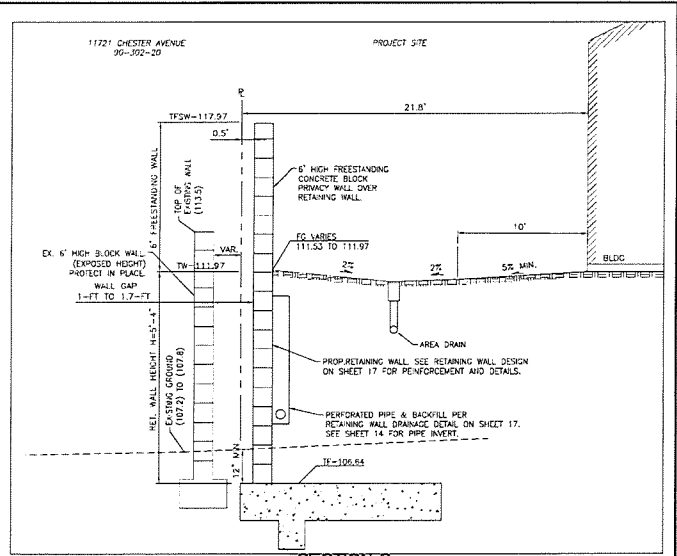 11721 CHESTER AVENUE
90-302-20
PROJECT SITE
21.8'
TFSW=117.97
0.5'
6' FREESTANDING WALL
TOP OF
EXISTING WALL
(113.5)
6' HIGH FREESTANDING
CONCRETE BLOCK
PRIVACY WALL OVER
RETAINING WALL.
10'
FG VARIES
111.53 TO 111.97
EX. 6' HIGH BLOCK WALL
(EXPOSED HEIGHT)
PROTECT IN PLACE.
VAR.
TW=111.97
2%
2%
5% MIN.
BLDG
WALL GAP
1-FT TO 1.7-FT
AREA DRAIN
RET. WALL HEIGHT H=5'-4"
EXISTING GROUND
(107.2) TO (107.8)
PROP.RETAINING WALL. SEE RETAINING WALL DESIGN
ON SHEET 17 FOR REINFORCEMENT AND DETAILS.
PERFORATED PIPE & BACKFILL PER
RETAINING WALL DRAINAGE DETAIL ON SHEET 17.
SEE SHEET 14 FOR PIPE INVERT.
12" MIN
TF=106.64